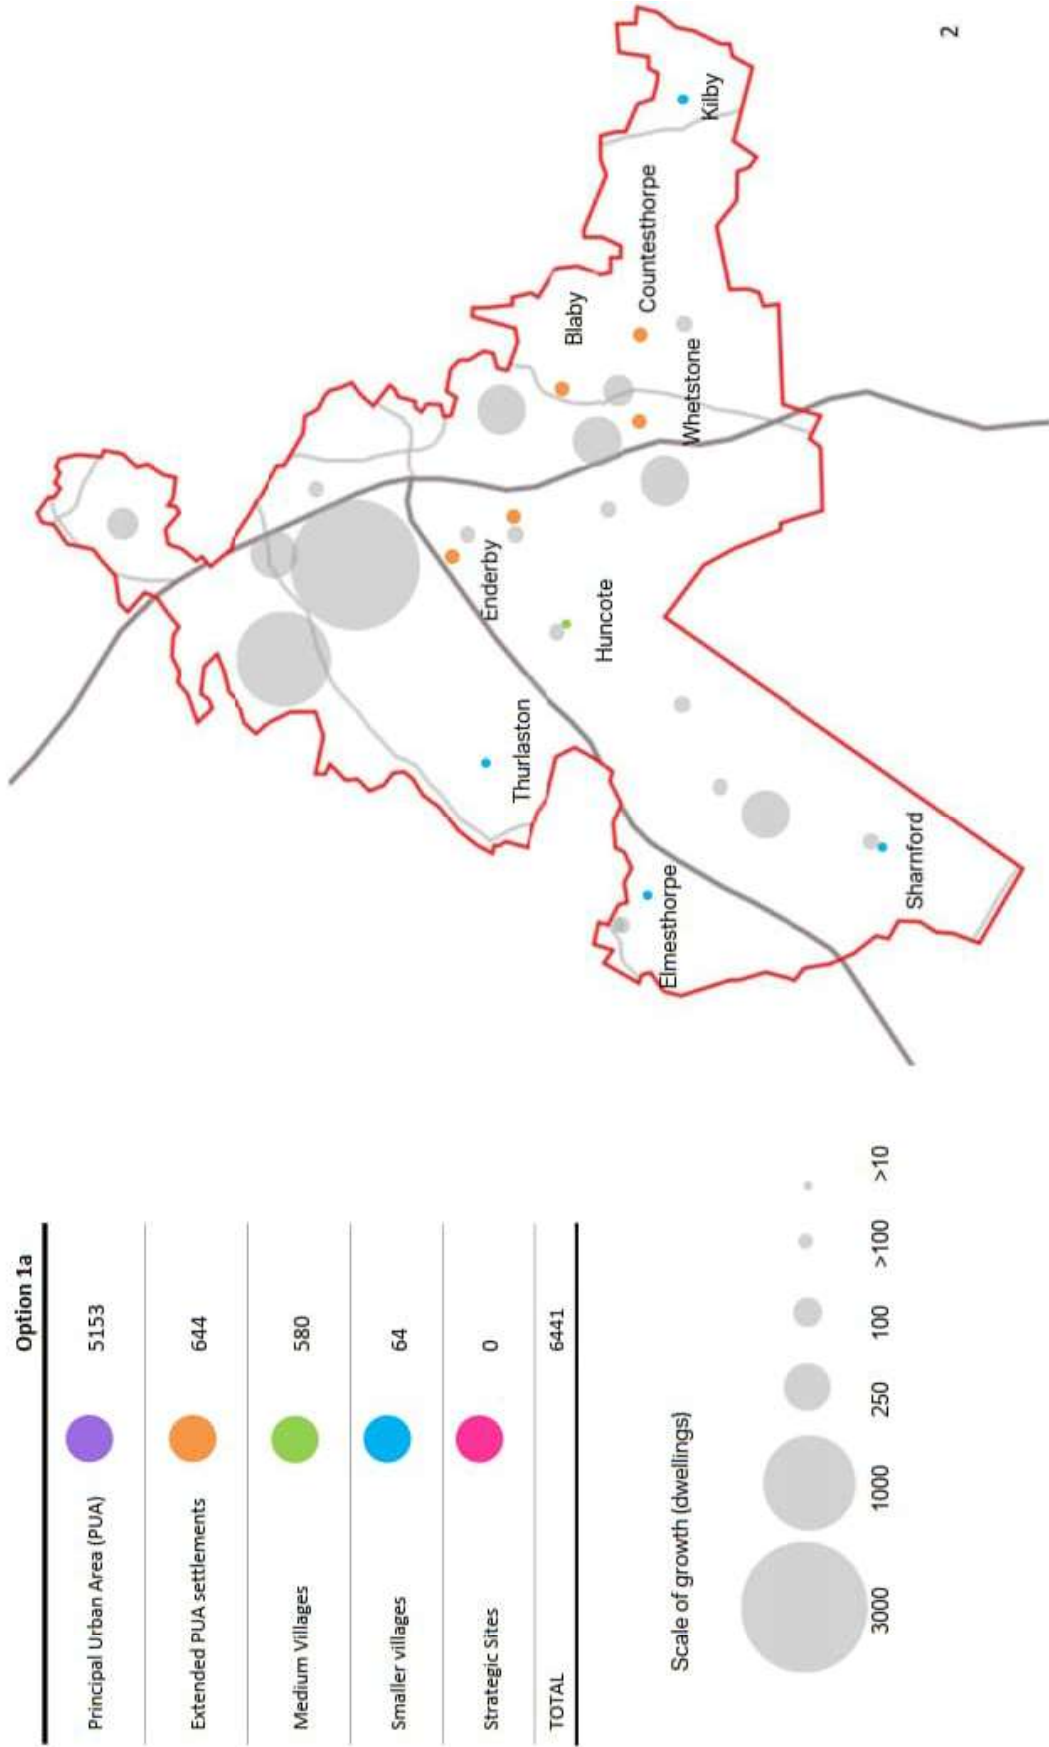 Option 1a
Principal Urban Area (PUA) 5153
Extended PUA settlements 644
Medium Villages 580
Smaller villages 64
Strategic Sites 0
TOTAL 6441
Scale of growth (dwellings)
3000 1000 250 100 >100 >10
Thurlaston
Enderby
Elmesthorpe
Huncote
Sharnford
Blaby
Whetstone
Countesthorpe
Kilby
2